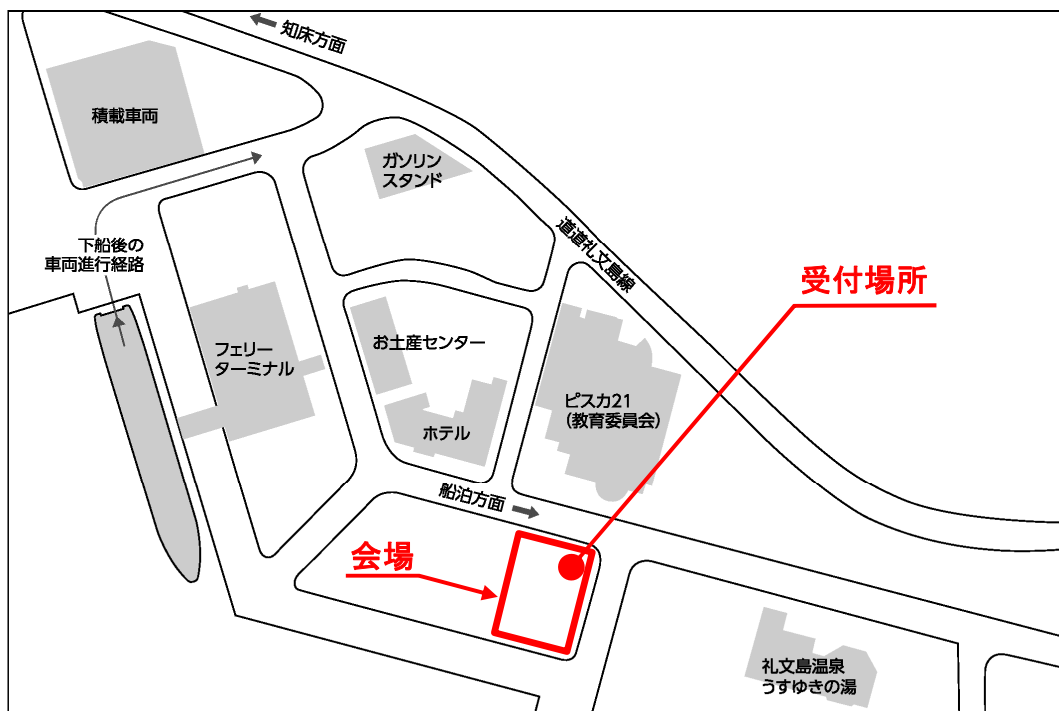 知床方面
積載車両
ガソリン
スタンド
道道礼文島線
下船後の
車両進行経路
受付場所
フェリー
ターミナル
お土産センター
ピスカ21
(教育委員会)
ホテル
船泊方面
会場
礼文島温泉
うすゆきの湯